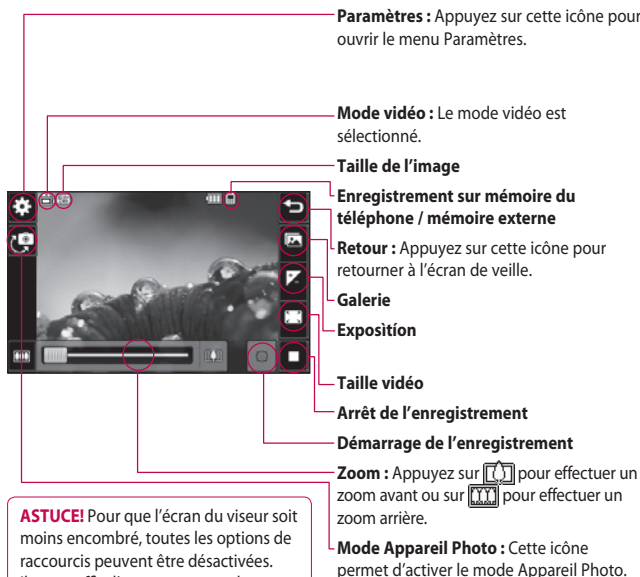 Paramètres : Appuyez sur cette icône pour
ouvrir le menu Paramètres.
Mode vidéo : Le mode vidéo est
sélectionné.
Taille de l'image
Enregistrement sur mémoire du
téléphone / mémoire externe
Retour : Appuyez sur cette icône pour
retourner à l'écran de veille.
Galerie
Exposition
Taille vidéo
Arrêt de l'enregistrement
Démarrage de l'enregistrement
Zoom : Appuyez sur pour effectuer un
zoom avant ou sur pour effectuer un
zoom arrière.
Mode Appareil Photo : Cette icône
permet d'activer le mode Appareil Photo.
ASTUCE! Pour que l'écran du viseur soit
moins encombré, toutes les options de
raccourcis peuvent être désactivées.